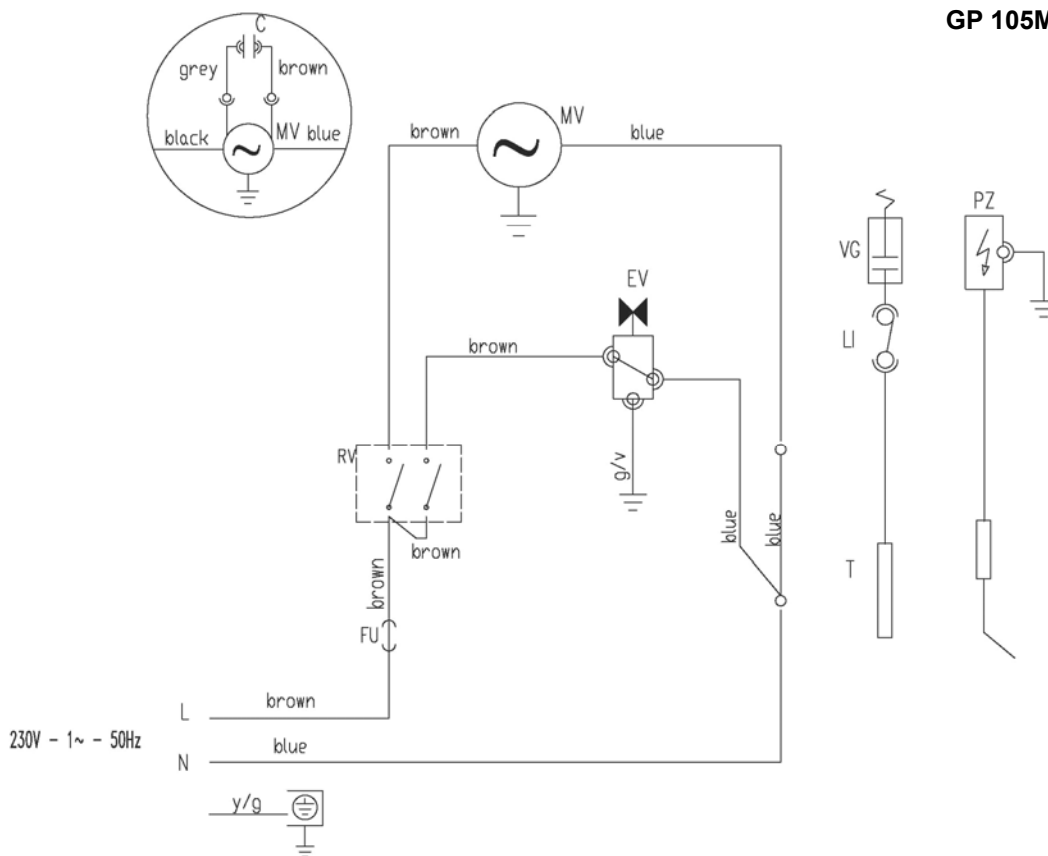 GP 105M
C
grey
brown
black
MV
blue
brown
MV
blue
PZ
VG
EV
LI
brown
RV
g/v
blue
blue
brown
brown
T
FU
L
brown
230V - 1~ - 50Hz
N
blue
y/g